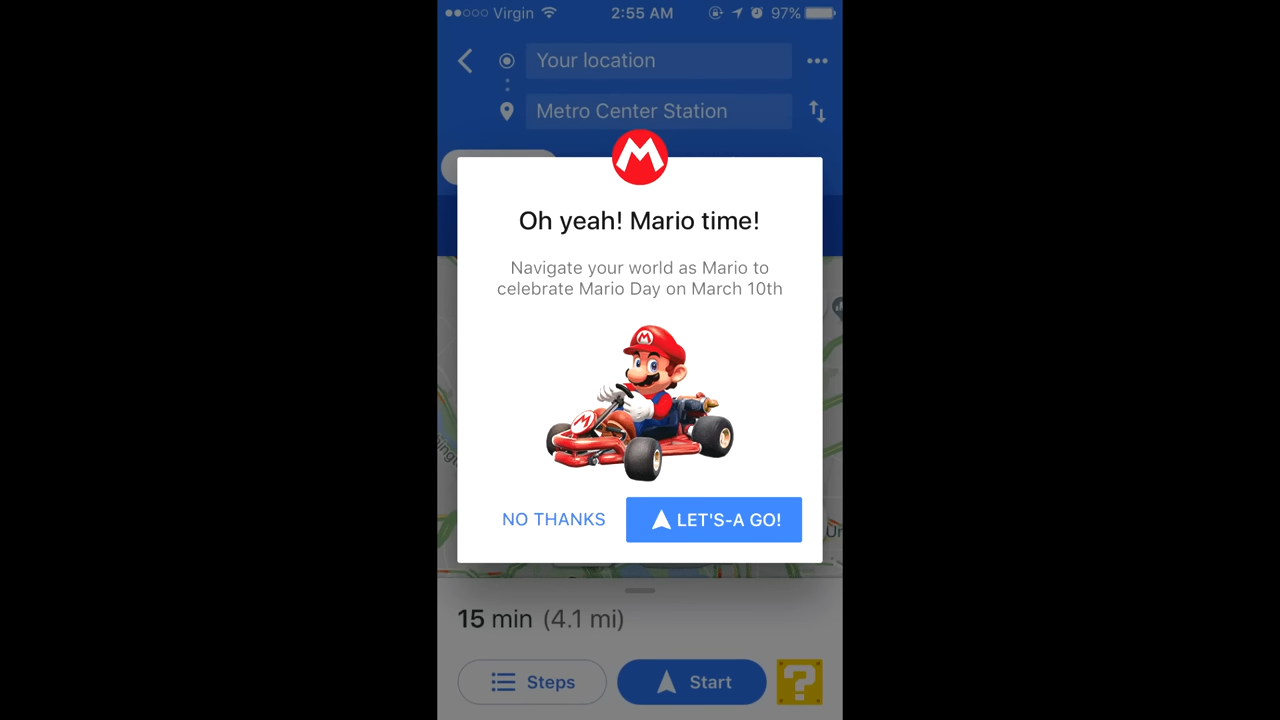 Virgin 2:55 AM 97%
Your location
Metro Center Station
M
Oh yeah! Mario time!
Navigate your world as Mario to
celebrate Mario Day on March 10th
M
M
NO THANKS LET'S-A GO!
15 min (4.1 mi)
Steps Start ?